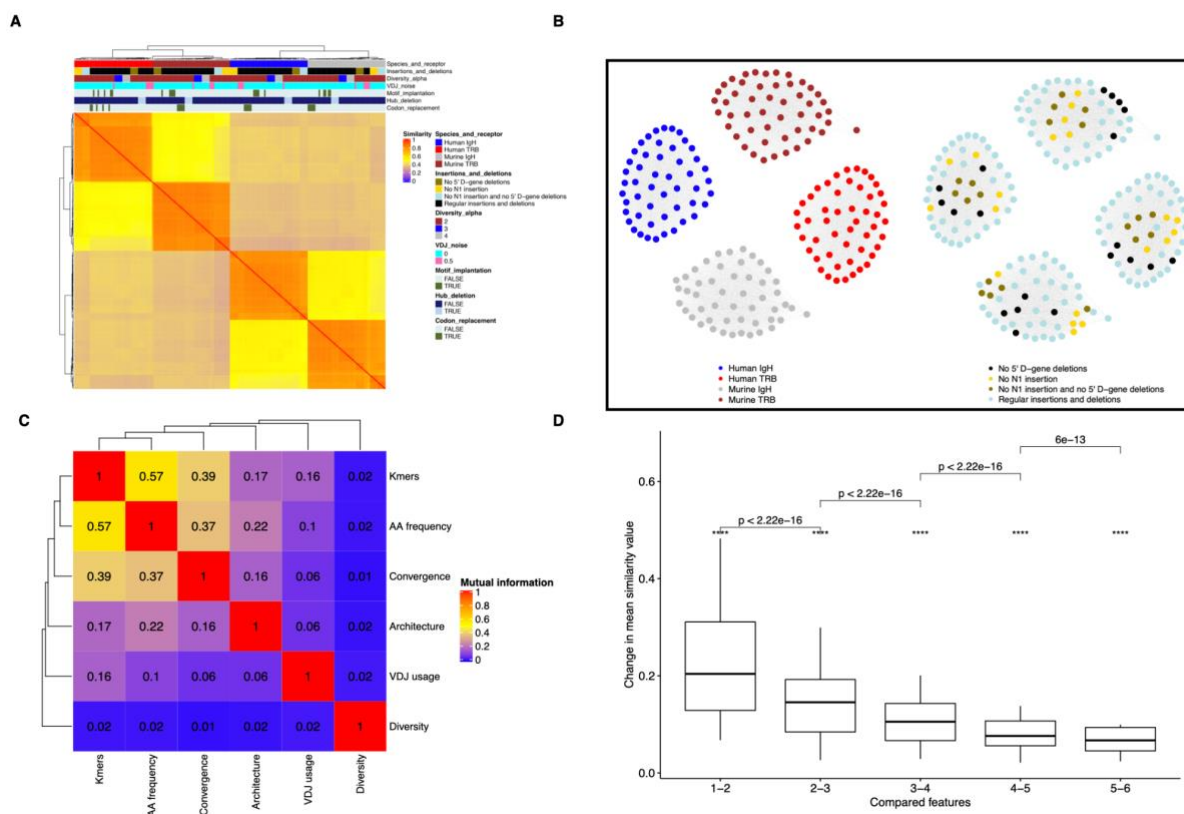 A
Species_and_receptor
Insertions_and_deletions
Diversity_alpha
VDJ_noise
Motif_implantation
Hub_deletion
Codon_replacement
Similarity
1
0.8
0.6
0.4
0.2
0
Species_and_receptor
Human IgH
Human TRB
Murine IgH
Murine TRB
Insertions_and_deletions
No 5' D-gene deletions
No N1 insertion
No N1 insertion and no 5' D-gene deletions
Regular insertions and deletions
Diversity_alpha
2
3
4
VDJ_noise
0
0.5
Motif_implantation
FALSE
TRUE
Hub_deletion
FALSE
TRUE
Codon_replacement
FALSE
TRUE
B
Human IgH
Human TRB
Murine IgH
Murine TRB
No 5' D-gene deletions
No N1 insertion
No N1 insertion and no 5' D-gene deletions
Regular insertions and deletions
C
1 0.57 0.39 0.17 0.16 0.02 Kmers
0.57 1 0.37 0.22 0.1 0.02 AA frequency
0.39 0.37 1 0.16 0.06 0.01 Convergence
0.17 0.22 0.16 1 0.06 0.02 Architecture
0.16 0.1 0.06 0.06 1 0.02 VDJ usage
0.02 0.02 0.01 0.02 0.02 1 Diversity
Kmers
AA frequency
Convergence
Architecture
VDJ usage
Diversity
Mutual information
1
0.8
0.6
0.4
0.2
0
D
6e−13
p < 2.22e−16
p < 2.22e−16
p < 2.22e−16
**** **** **** **** ****
Change in mean similarity value
0.6
0.4
0.2
0.0
1−2 2−3 3−4 4−5 5−6
Compared features